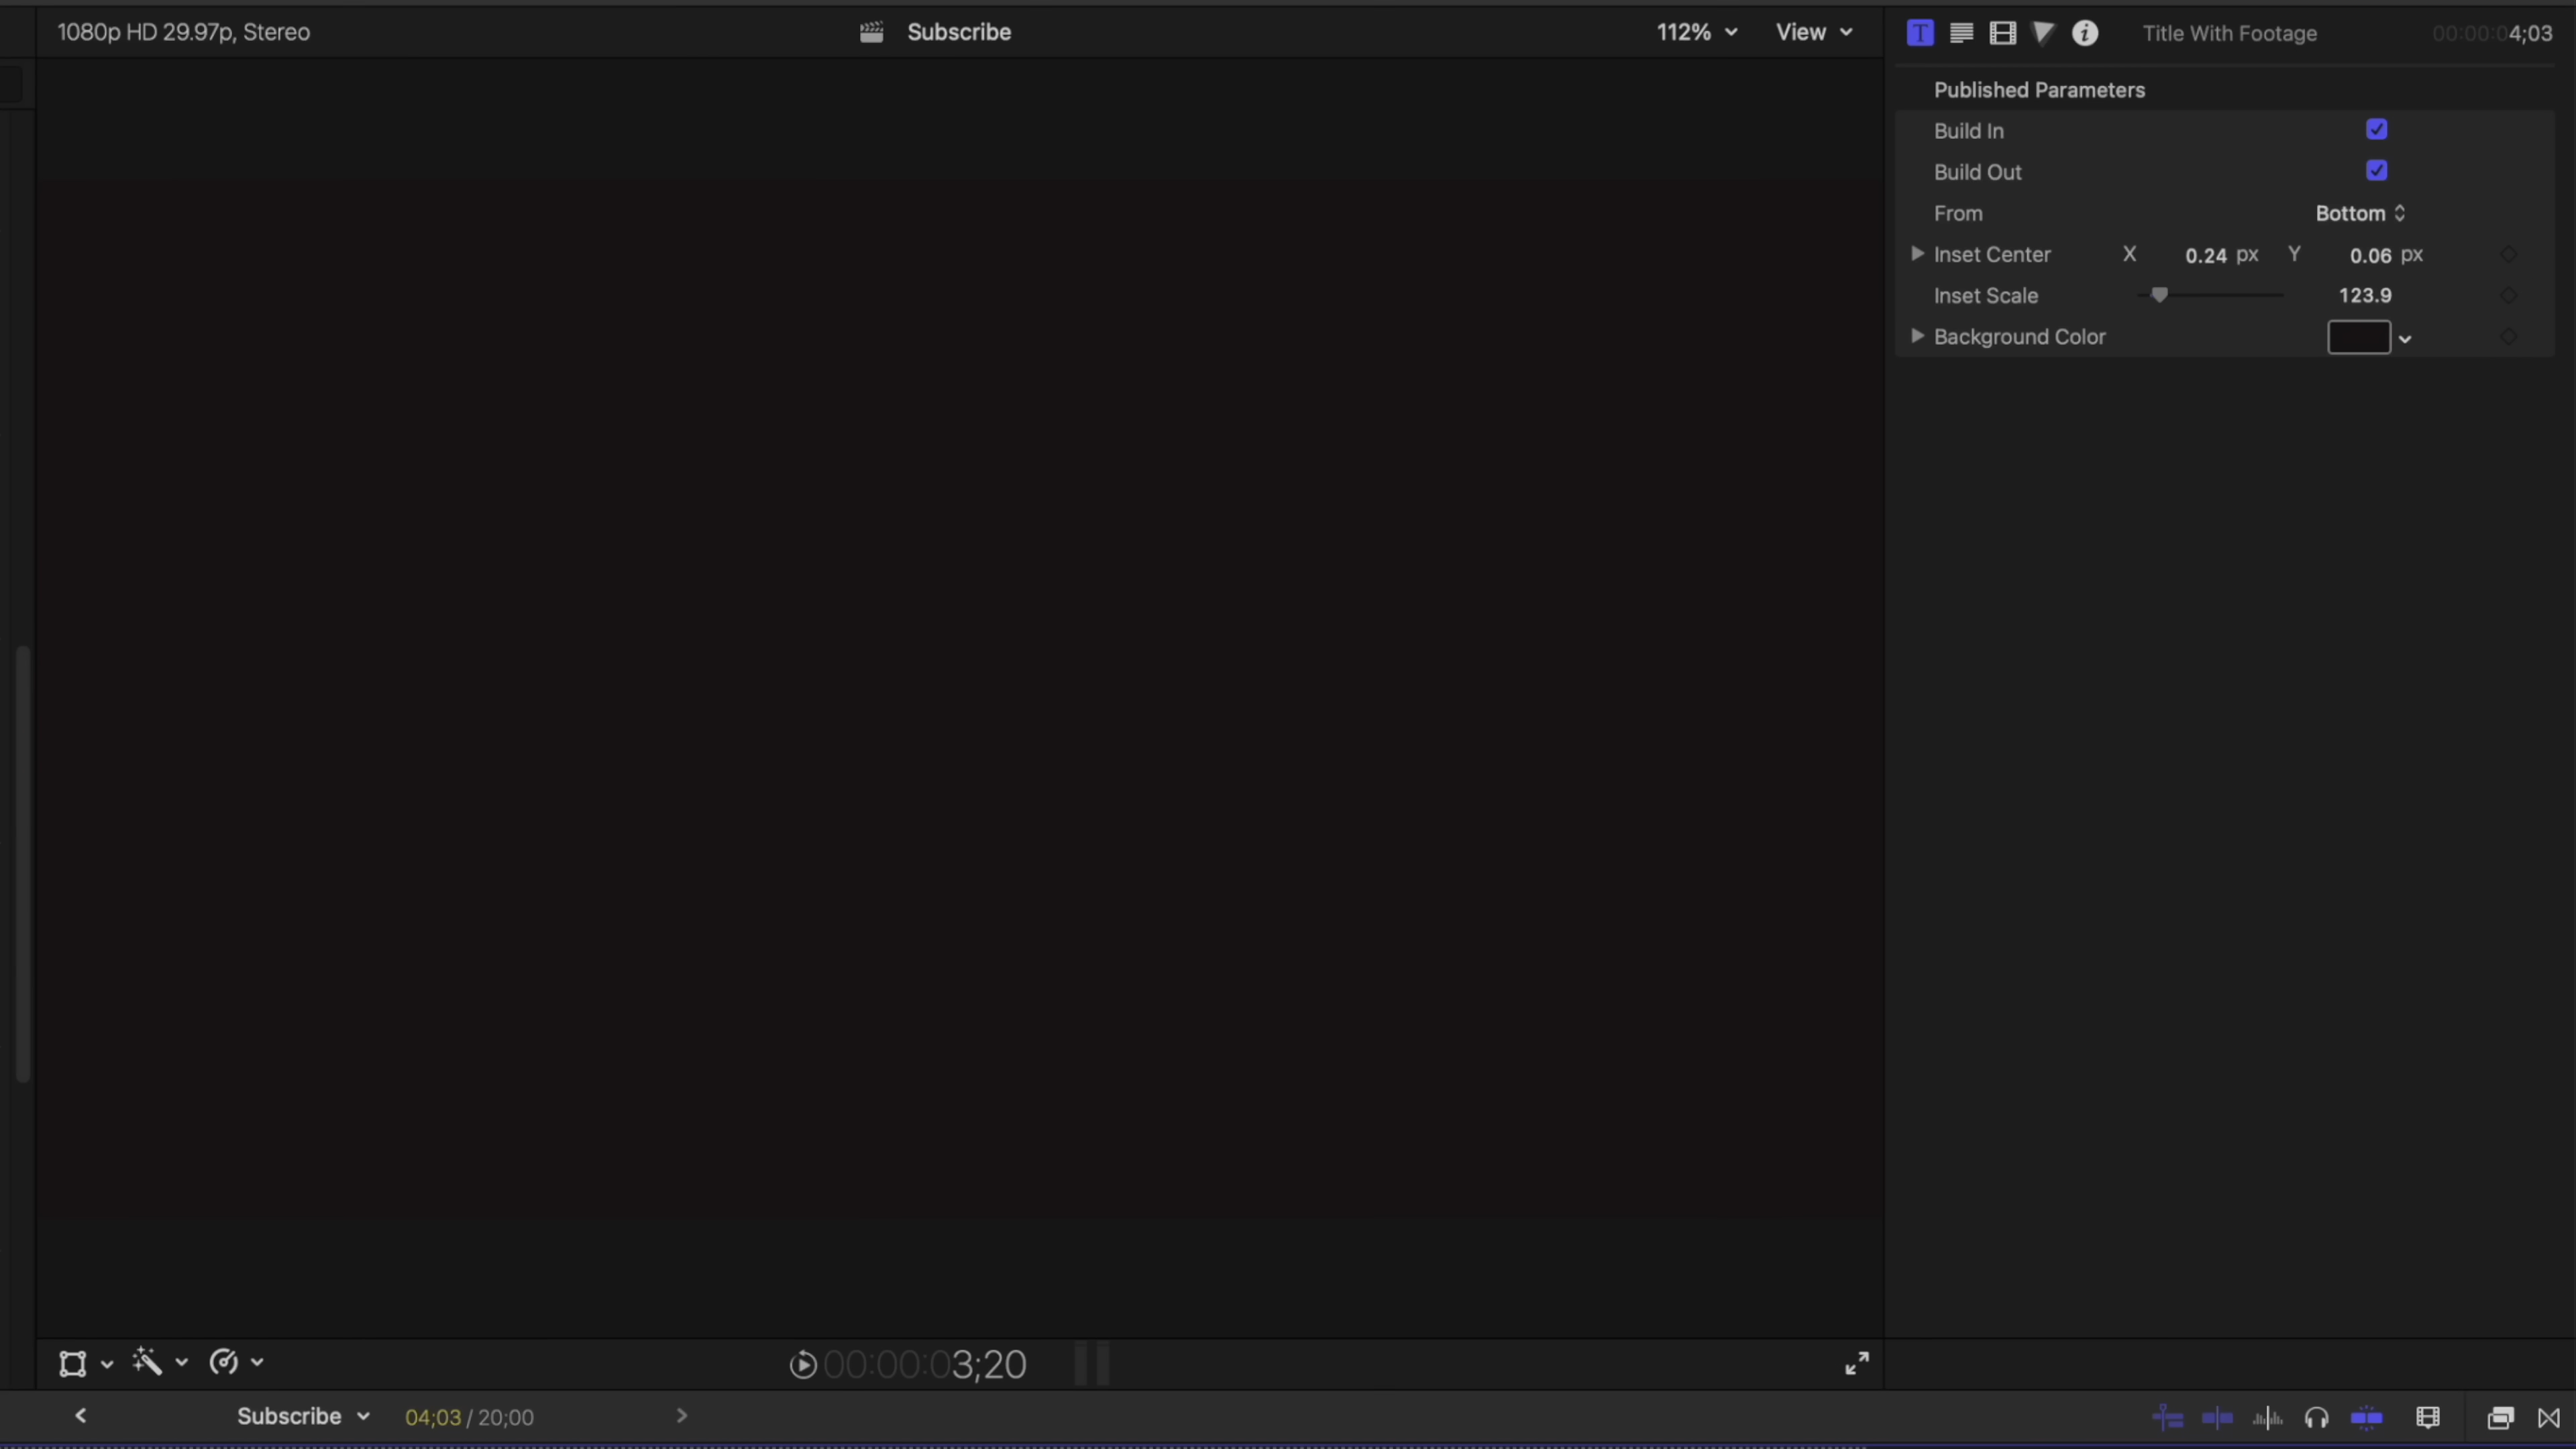 1080p HD 29.97p, Stereo
Subscribe
112%
View
T
i
Title With Footage
00:00:04;03
Published Parameters
Build In
Build Out
From
Bottom
Inset Center
X
0.24 px
Y
0.06 px
Inset Scale
123.9
Background Color
00:00:03;20
Subscribe
04;03 / 20;00